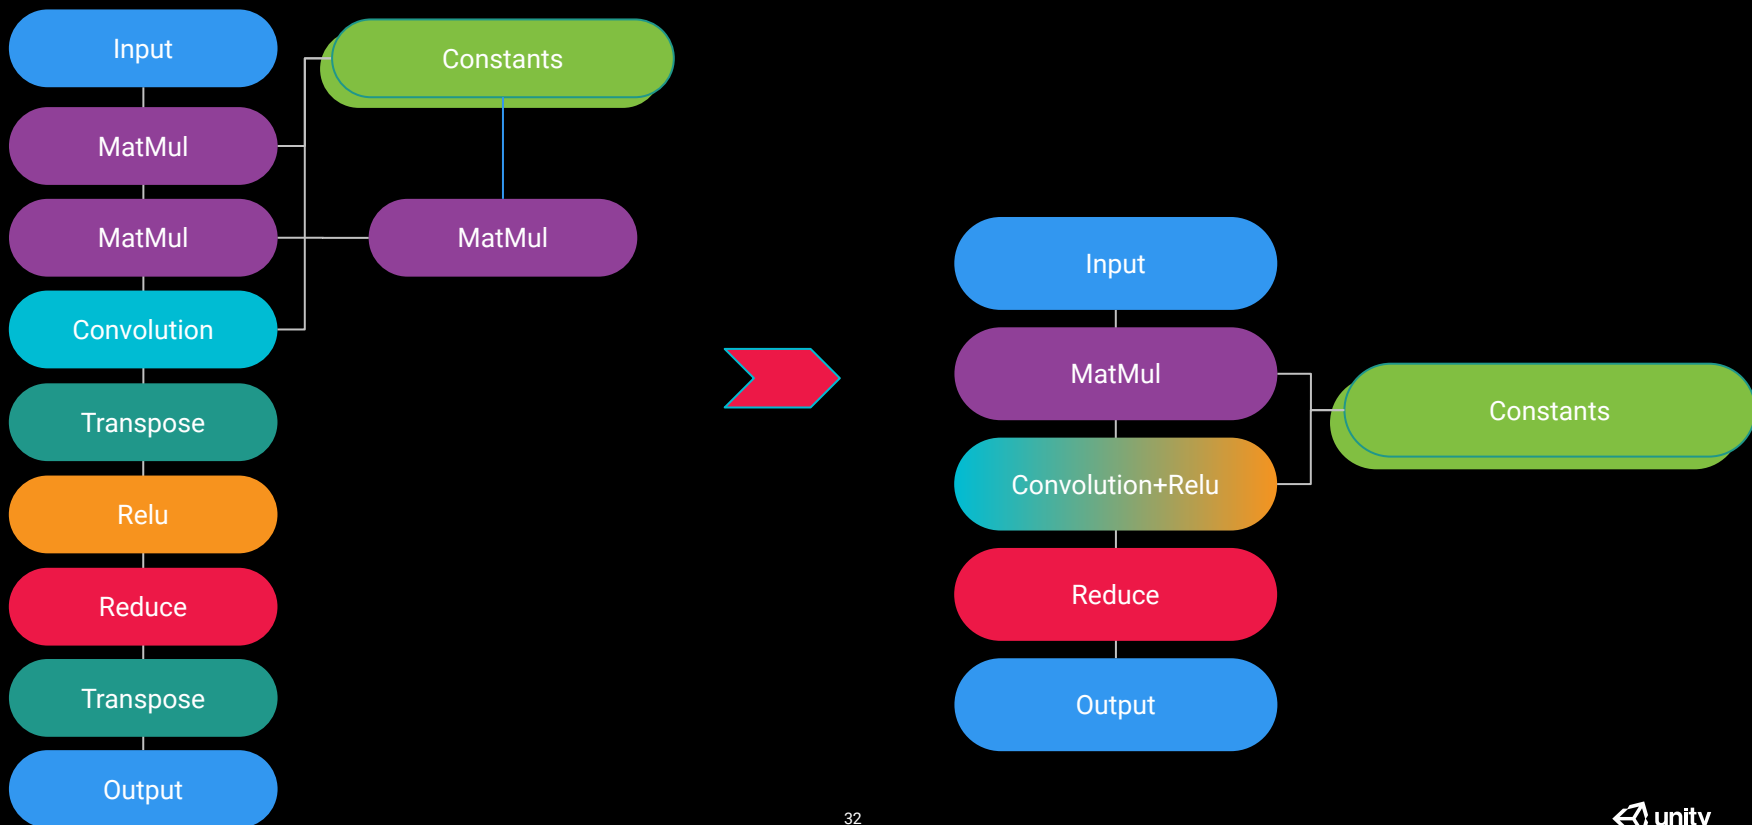 Input
MatMul
MatMul
Convolution
Transpose
Relu
Reduce
Transpose
Output
Constants
MatMul
Input
MatMul
Convolution+Relu
Reduce
Output
Constants
32
unity